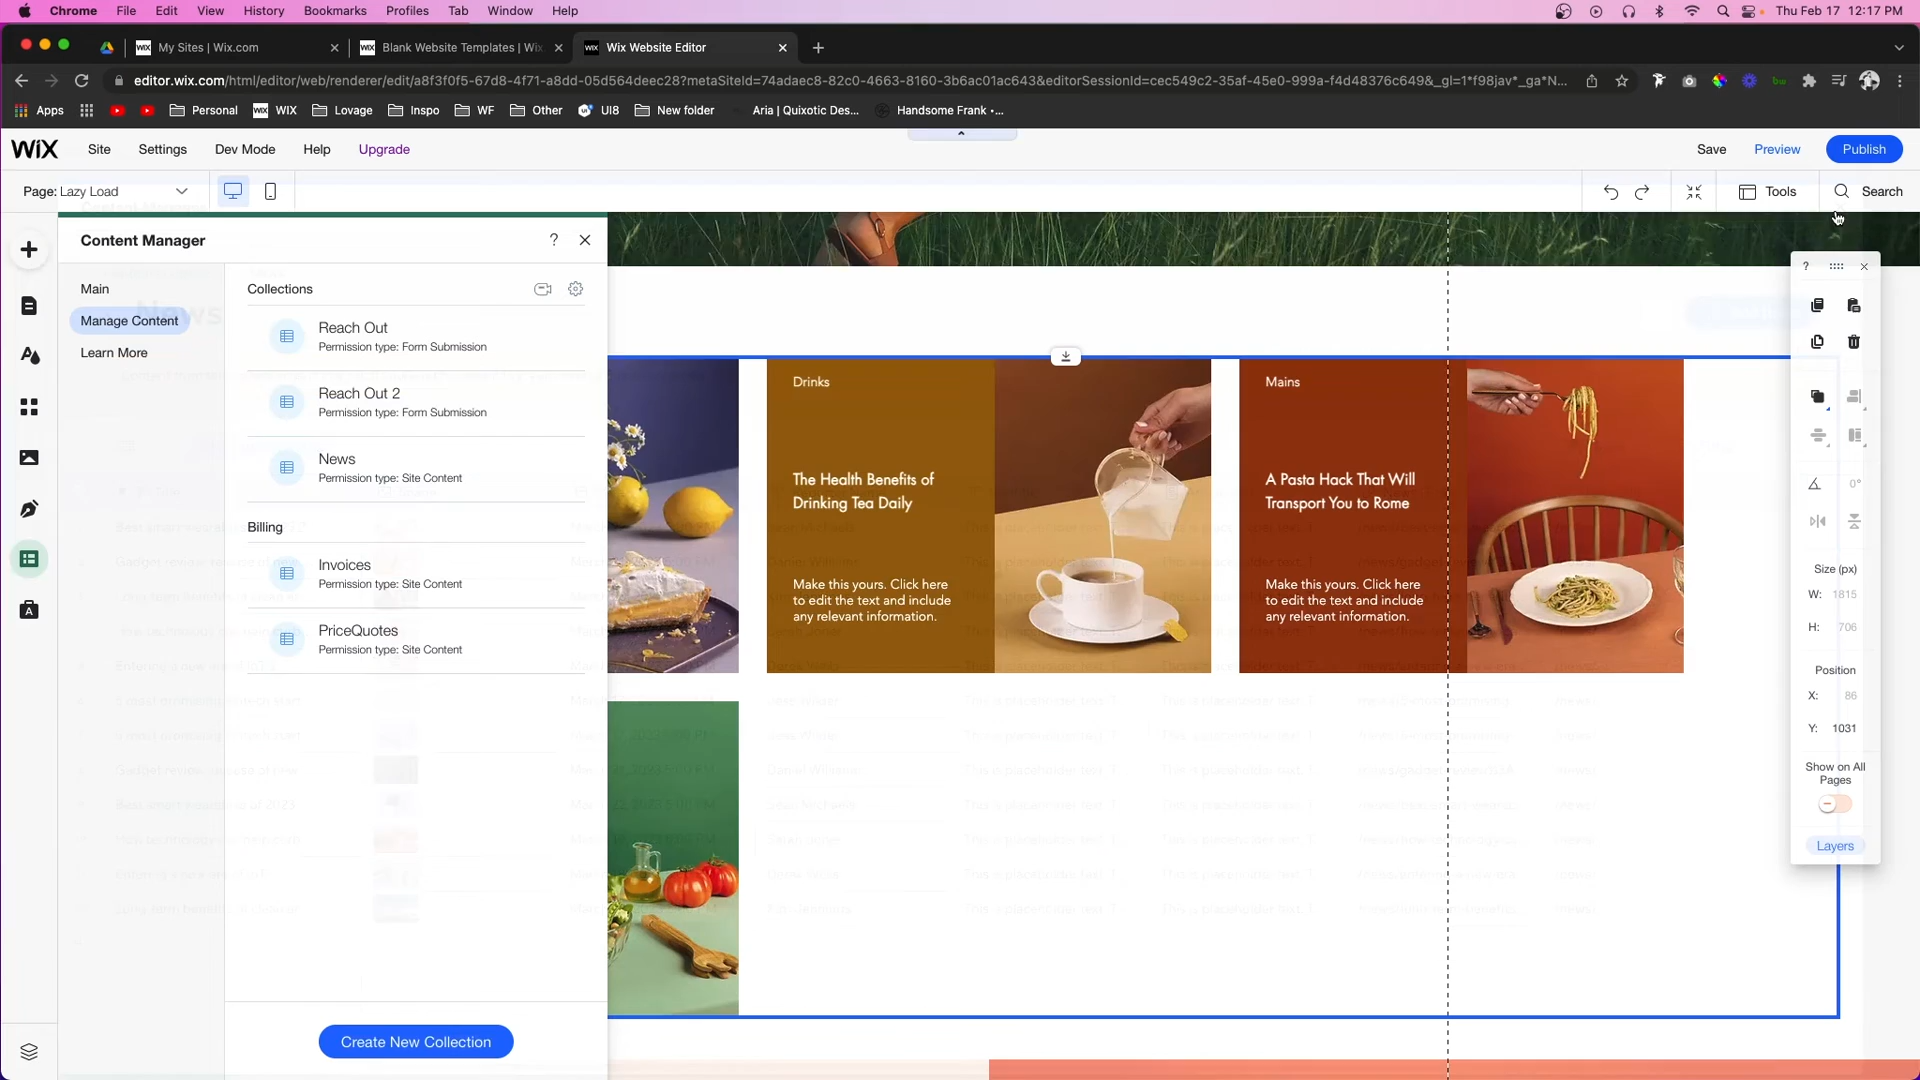 Chrome File Edit View History Bookmarks Profiles Tab Window Help Thu Feb 17 12:17 PM
My Sites | Wix.com Blank Website Templates | Wix Wix Website Editor
editor.wix.com/html/editor/web/renderer/edit/a8f3f0f5-67d8-4f71-a8dd-05d564deec28?metaSiteId=74adaec8-82c0-4663-8160-3b6ac01ac643&editorSessionId=cec549c2-35af-45e0-999a-f4d48376c649&_gl=1*f98jav*_ga*N...
Apps Personal WIX Lovage Inspo WF Other UI8 New folder Aria | Quixotic Des... Handsome Frank •...
WIX Site Settings Dev Mode Help Upgrade Save Preview Publish
Page: Lazy Load Tools Search
Content Manager ?
Main
Manage Content
Learn More
Collections
Reach Out
Permission type: Form Submission
Reach Out 2
Permission type: Form Submission
News
Permission type: Site Content
Billing
Invoices
Permission type: Site Content
PriceQuotes
Permission type: Site Content
Create New Collection
Drinks
The Health Benefits of
Drinking Tea Daily
Make this yours. Click here
to edit the text and include
any relevant information.
Mains
A Pasta Hack That Will
Transport You to Rome
Make this yours. Click here
to edit the text and include
any relevant information.
?
0°
Size (px)
W: 1815
H: 706
Position
X: 86
Y: 1031
Show on All
Pages
Layers